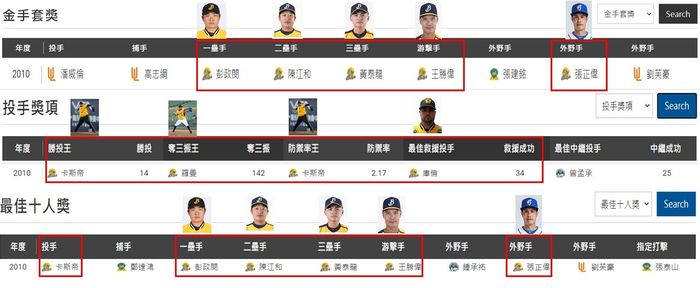 金手套獎 金手套獎 Search
年度 投手 捕手 一壘手 二壘手 三壘手 游擊手 外野手 外野手 外野手
2010 潘威倫 高志綱 彭政閔 陳江和 黃泰龍 王勝偉 張建銘 張正偉 劉芙豪
投手獎項 投手獎項 Search
年度 勝投王 勝投 奪三振王 奪三振 防禦率王 防禦率 最佳救援投手 救援成功 最佳中繼投手 中繼成功
2010 卡斯帝 14 羅曼 142 卡斯帝 2.17 庫倫 34 曾孟承 25
最佳十人獎 最佳十人獎 Search
年度 投手 捕手 一壘手 二壘手 三壘手 游擊手 外野手 外野手 外野手 指定打擊
2010 卡斯帝 鄭達鴻 彭政閔 陳江和 黃泰龍 王勝偉 鍾承祐 張正偉 劉芙豪 張泰山